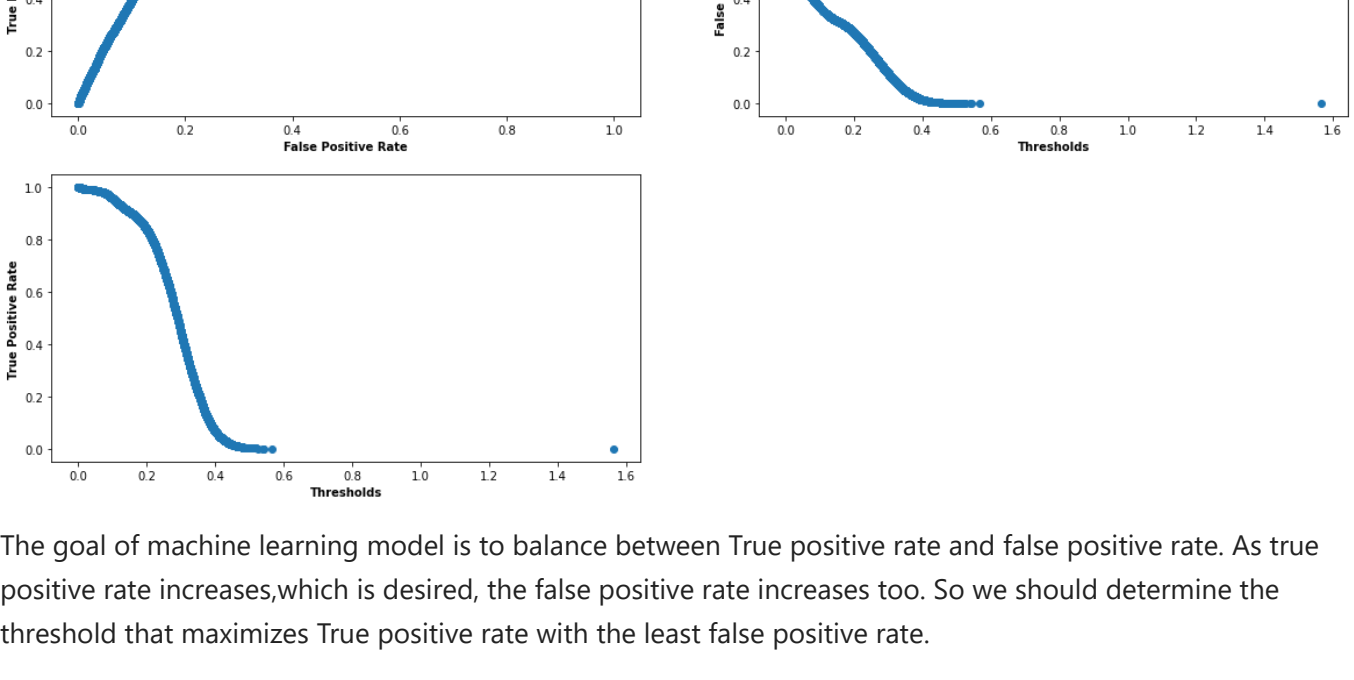 True
0.4
0.2
0.0
0.0 0.2 0.4 0.6 0.8 1.0
False Positive Rate
False
0.4
0.2
0.0
0.0 0.2 0.4 0.6 0.8 1.0 1.2 1.4 1.6
Thresholds
True Positive Rate
1.0
0.8
0.6
0.4
0.2
0.0
0.0 0.2 0.4 0.6 0.8 1.0 1.2 1.4 1.6
Thresholds
The goal of machine learning model is to balance between True positive rate and false positive rate. As true
positive rate increases,which is desired, the false positive rate increases too. So we should determine the
threshold that maximizes True positive rate with the least false positive rate.